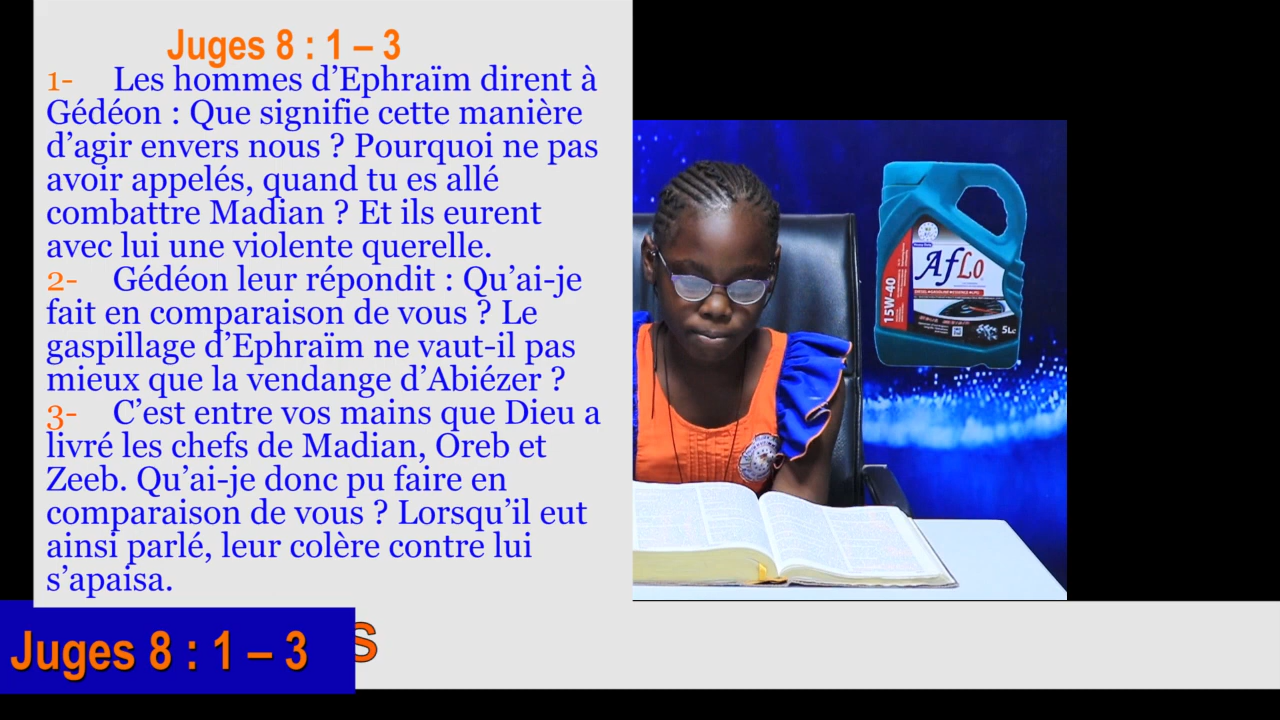 Juges 8 : 1 – 3
1- Les hommes d’Ephraïm dirent à
Gédéon : Que signifie cette manière
d’agir envers nous ? Pourquoi ne pas
avoir appelés, quand tu es allé
combattre Madian ? Et ils eurent
avec lui une violente querelle.
2- Gédéon leur répondit : Qu’ai-je
fait en comparaison de vous ? Le
gaspillage d’Ephraïm ne vaut-il pas
mieux que la vendange d’Abiézer ?
3- C’est entre vos mains que Dieu a
livré les chefs de Madian, Oreb et
Zeeb. Qu’ai-je donc pu faire en
comparaison de vous ? Lorsqu’il eut
ainsi parlé, leur colère contre lui
s’apaisa.
AfLo
15W-40
5L
Juges 8 : 1 – 3
S